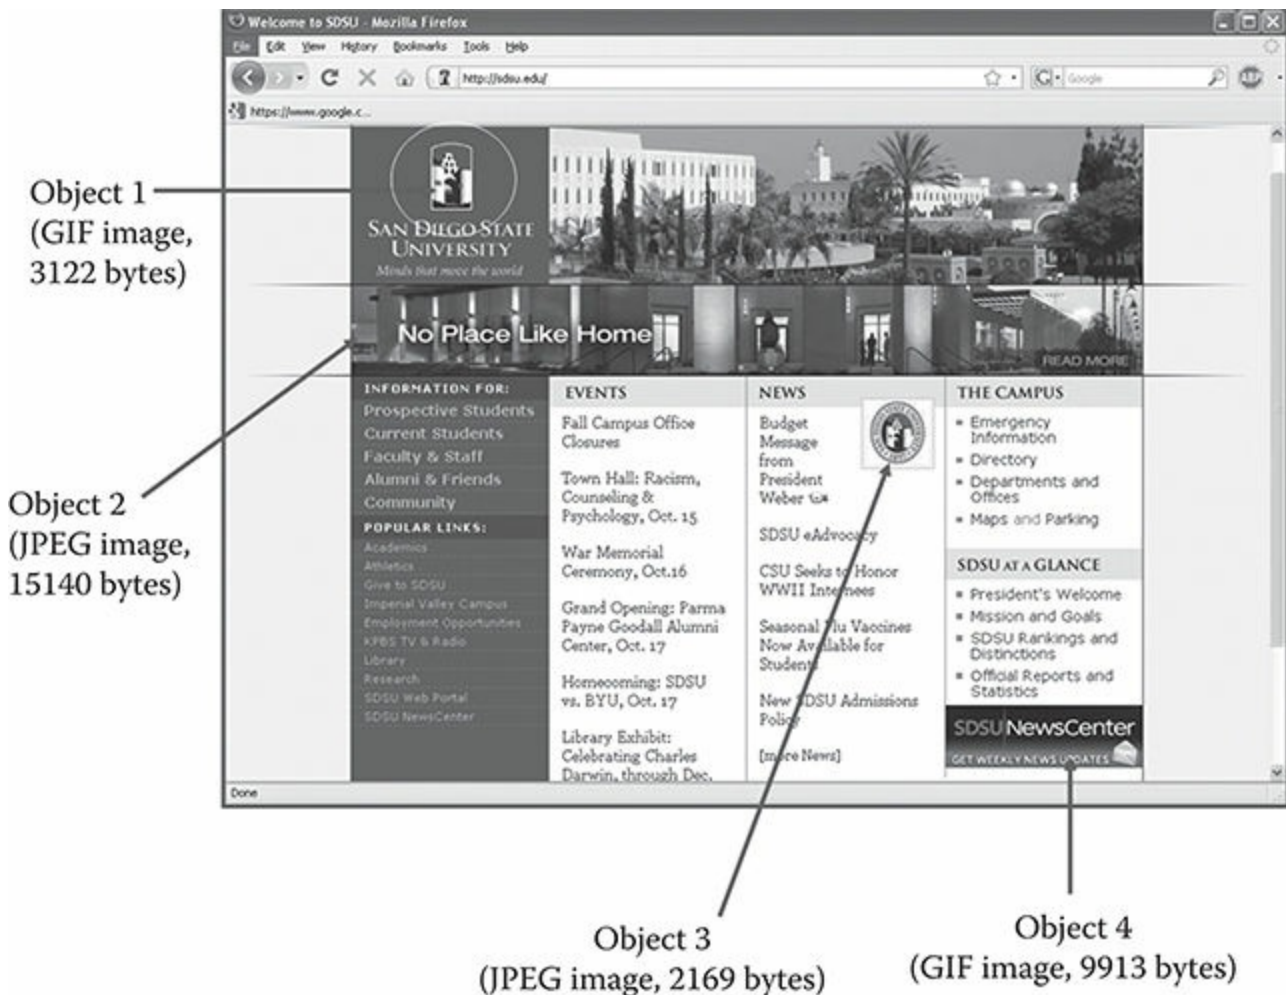 Welcome to SDSU - Mozilla Firefox
File Edit View History Bookmarks Tools Help
http://sdsu.edu/
Google
ABP
https://www.google.c...
Object 1
(GIF image,
3122 bytes)
SAN DIEGO STATE
UNIVERSITY
Minds that move the world
No Place Like Home
READ MORE
Object 2
(JPEG image,
15140 bytes)
INFORMATION FOR:
Prospective Students
Current Students
Faculty & Staff
Alumni & Friends
Community
POPULAR LINKS:
Academics
Athletics
Give to SDSU
Imperial Valley Campus
Employment Opportunities
KPBS TV & Radio
Library
Research
SDSU Web Portal
SDSU NewsCenter
EVENTS
Fall Campus Office
Closures
Town Hall: Racism,
Counseling &
Psychology, Oct. 15
War Memorial
Ceremony, Oct.16
Grand Opening: Parma
Payne Goodall Alumni
Center, Oct. 17
Homecoming: SDSU
vs. BYU, Oct. 17
Library Exhibit:
Celebrating Charles
Darwin, through Dec.
NEWS
Budget
Message
from
President
Weber
SDSU eAdvocacy
CSU Seeks to Honor
WWII Internees
Seasonal Flu Vaccines
Now Available for
Students
New SDSU Admissions
Policy
[more News]
THE CAMPUS
Emergency
Information
Directory
Departments and
Offices
Maps and Parking
SDSU AT A GLANCE
President's Welcome
Mission and Goals
SDSU Rankings and
Distinctions
Official Reports and
Statistics
SDSU NewsCenter
GET WEEKLY NEWS UPDATES
Done
Object 3
(JPEG image, 2169 bytes)
Object 4
(GIF image, 9913 bytes)